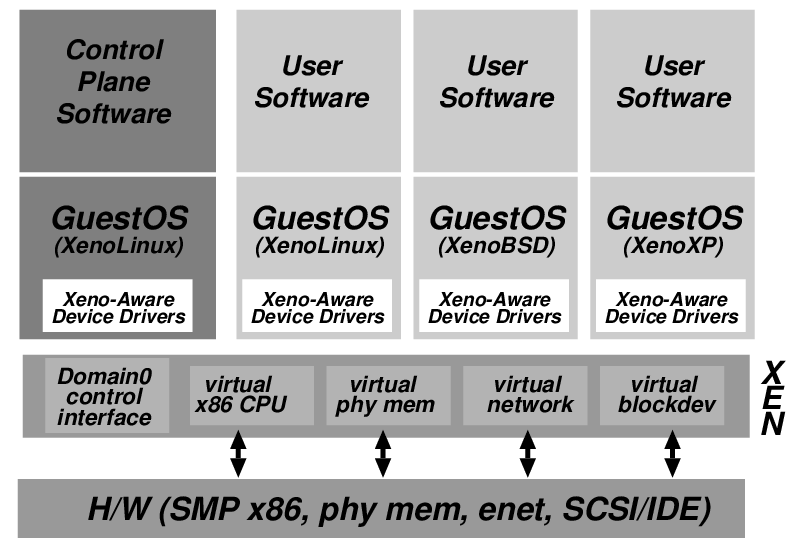 Control
Plane
Software
User
Software
User
Software
User
Software
GuestOS
(XenoLinux)
Xeno-Aware
Device Drivers
GuestOS
(XenoLinux)
Xeno-Aware
Device Drivers
GuestOS
(XenoBSD)
Xeno-Aware
Device Drivers
GuestOS
(XenoXP)
Xeno-Aware
Device Drivers
Domain0
control
interface
virtual
x86 CPU
virtual
phy mem
virtual
network
virtual
blockdev
X
E
N
H/W (SMP x86, phy mem, enet, SCSI/IDE)